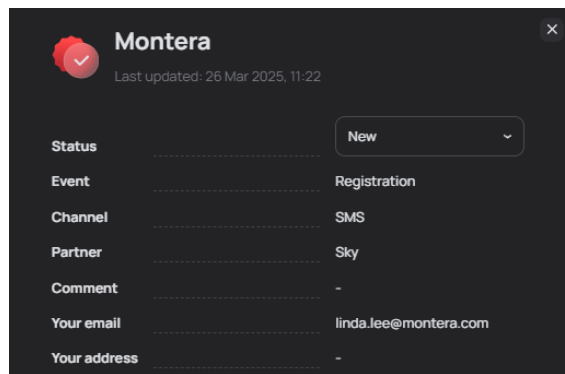 Montera
Last updated: 26 Mar 2025, 11:22
Status New
Event Registration
Channel SMS
Partner Sky
Comment -
Your email linda.lee@montera.com
Your address -